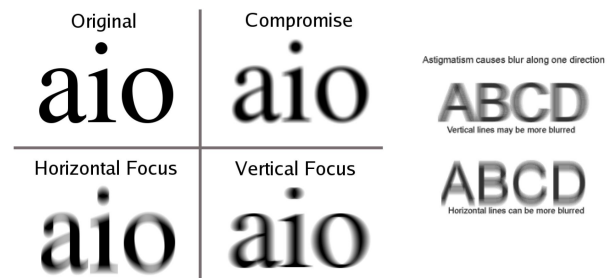 Original
aio
Compromise
aio
Horizontal Focus
aio
Vertical Focus
aio
Astigmatism causes blur along one direction
ABCD
Vertical lines may be more blurred
ABCD
Horizontal lines can be more blurred